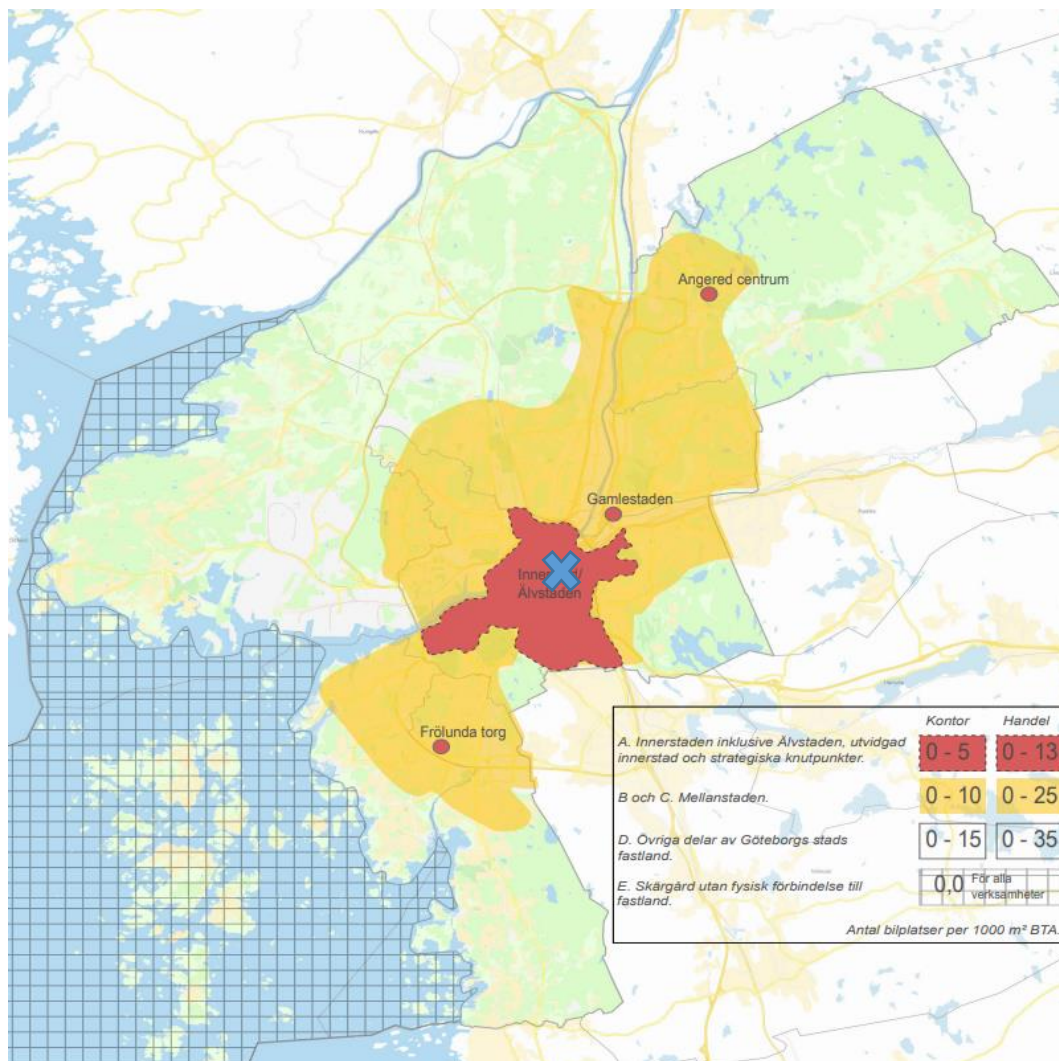 Angered centrum
Gamlestaden
Älvstaden
Frölunda torg
Kontor Handel
A. Innerstaden inklusive Älvstaden, utvidgad
innerstad och strategiska knutpunkter.
0 - 5 0 - 13
B och C. Mellanstaden.
0 - 10 0 - 25
D. Övriga delar av Göteborgs stads
fastland.
0 - 15 0 - 35
E. Skärgård utan fysisk förbindelse till
fastland.
0,0 För alla
verksamheter
Antal bilplatser per 1000 m² BTA.